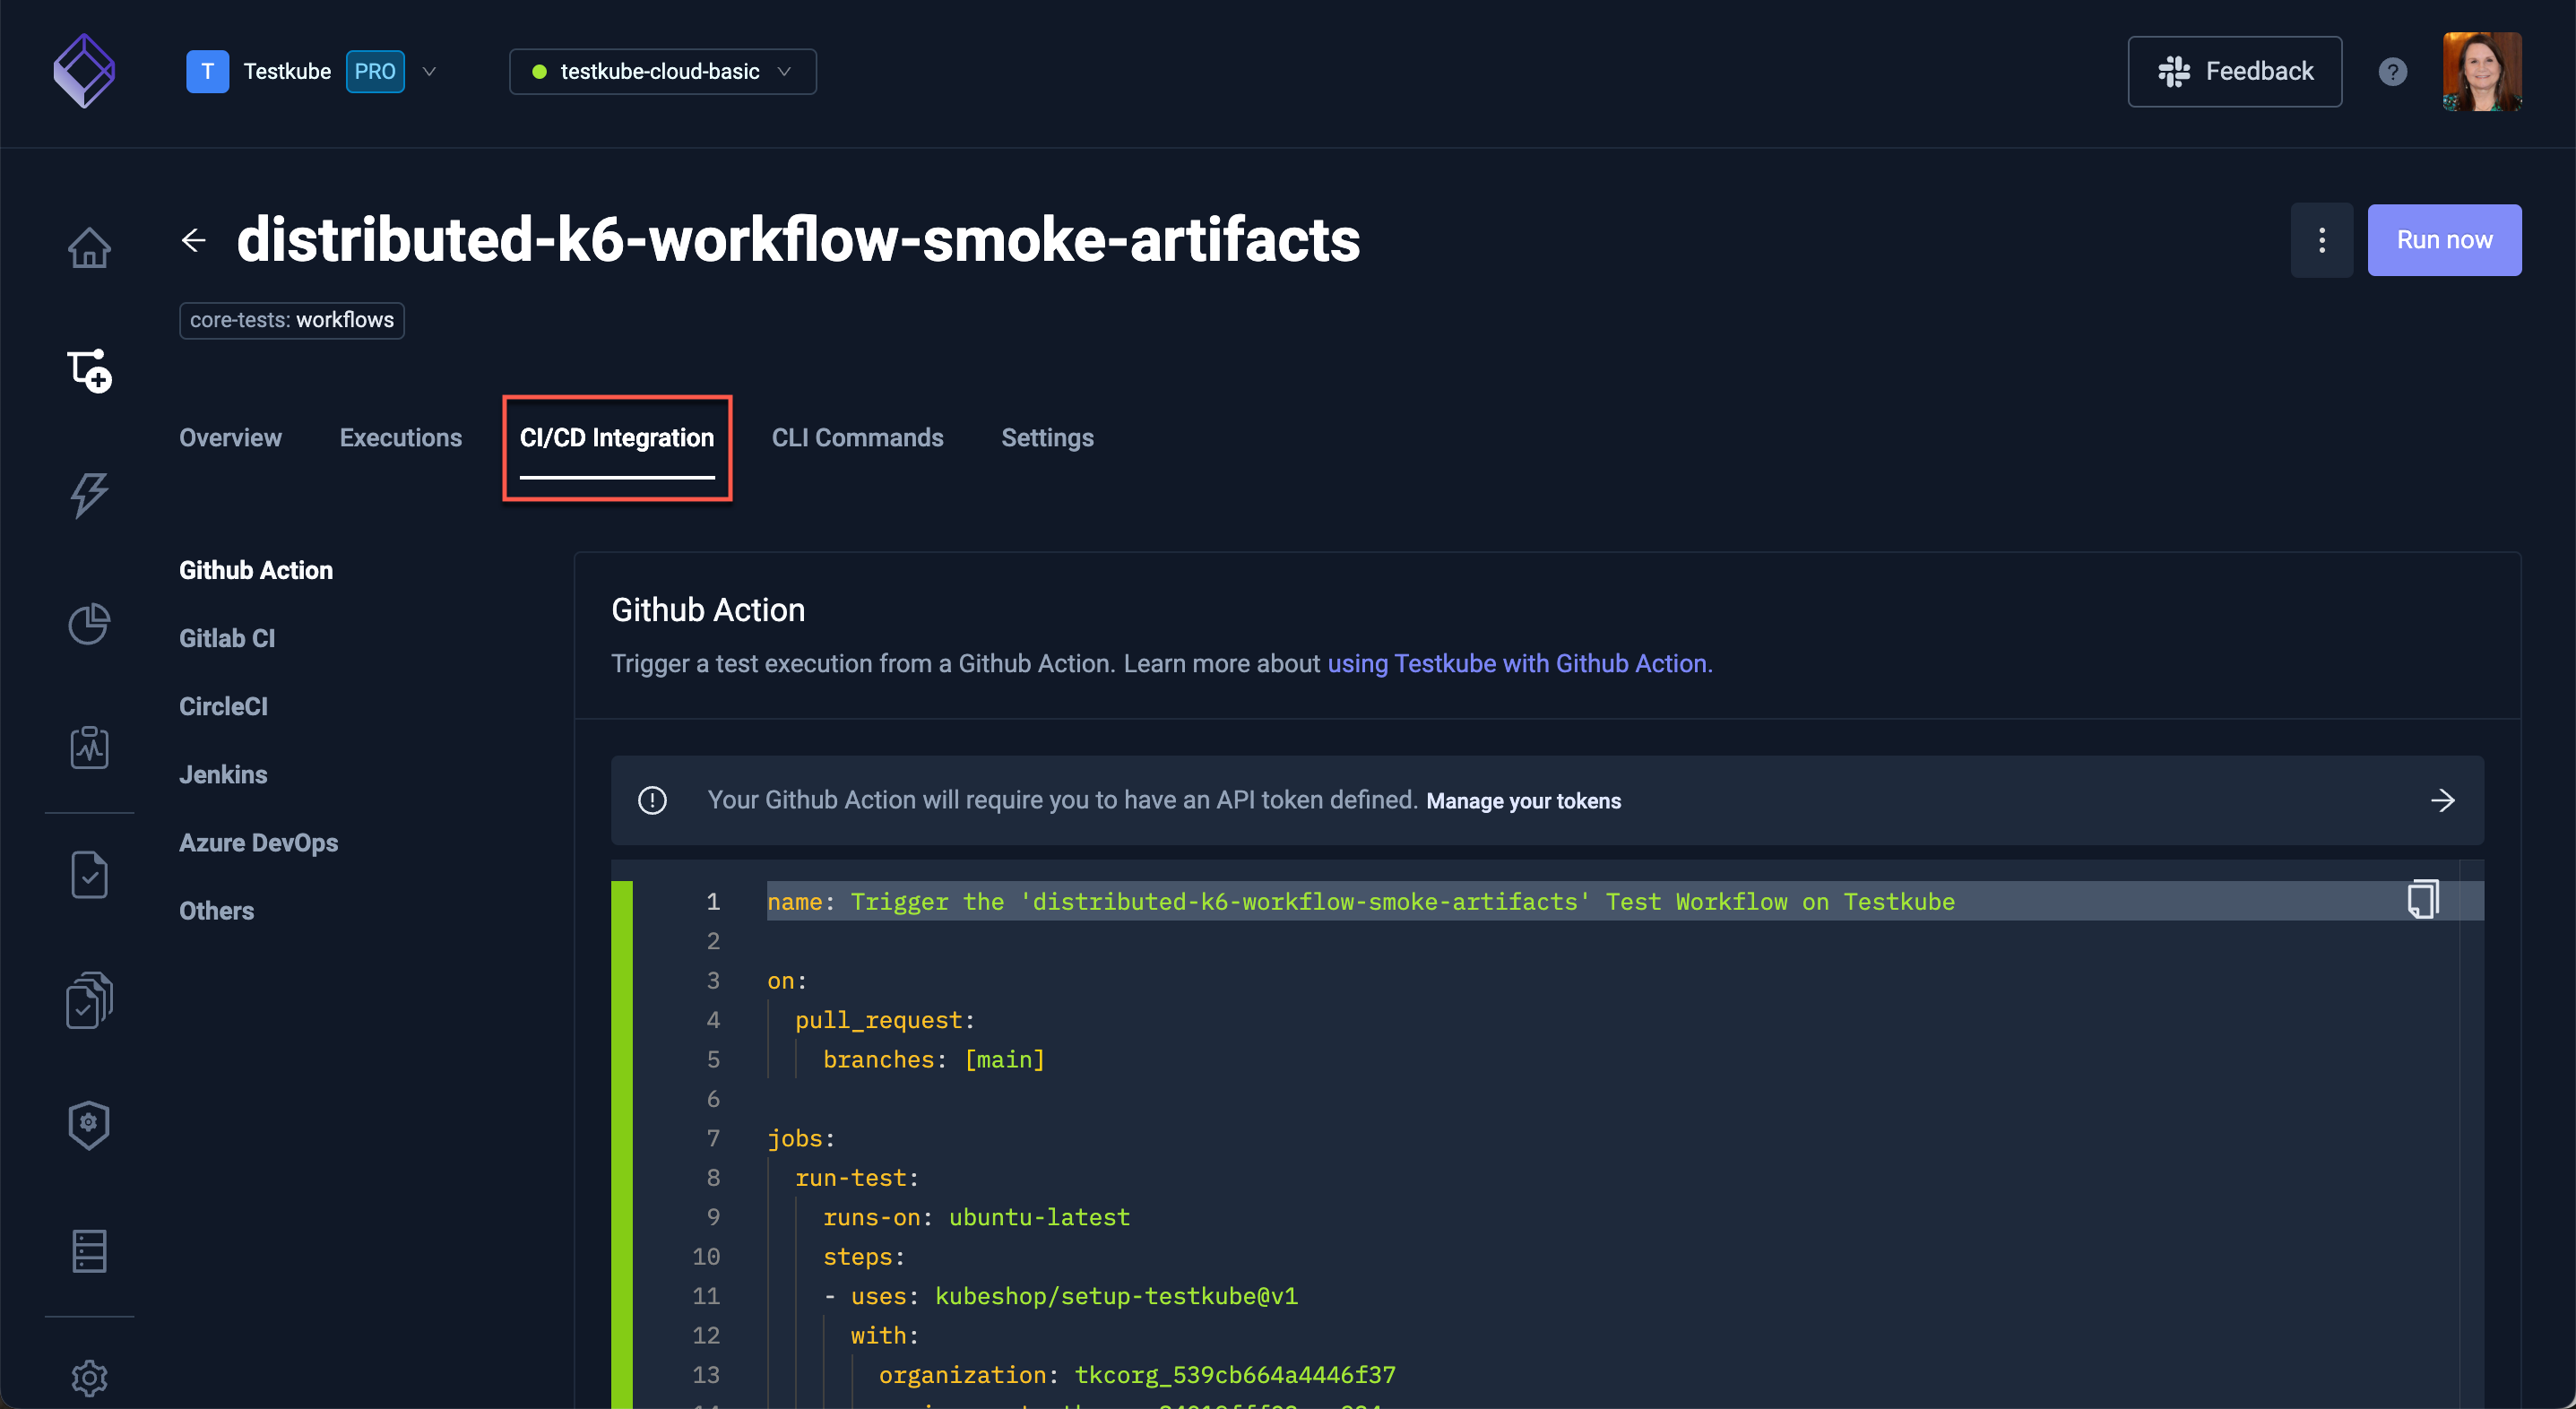 T Testkube PRO testkube-cloud-basic Feedback ?
distributed-k6-workflow-smoke-artifacts
Run now
core-tests: workflows
Overview Executions CI/CD Integration CLI Commands Settings
Github Action
Gitlab CI
CircleCI
Jenkins
Azure DevOps
Others
Github Action
Trigger a test execution from a Github Action. Learn more about using Testkube with Github Action.
Your Github Action will require you to have an API token defined. Manage your tokens
1 name: Trigger the 'distributed-k6-workflow-smoke-artifacts' Test Workflow on Testkube
2
3 on:
4 pull_request:
5 branches: [main]
6
7 jobs:
8 run-test:
9 runs-on: ubuntu-latest
10 steps:
11 - uses: kubeshop/setup-testkube@v1
12 with:
13 organization: tkcorg_539cb664a4446f37